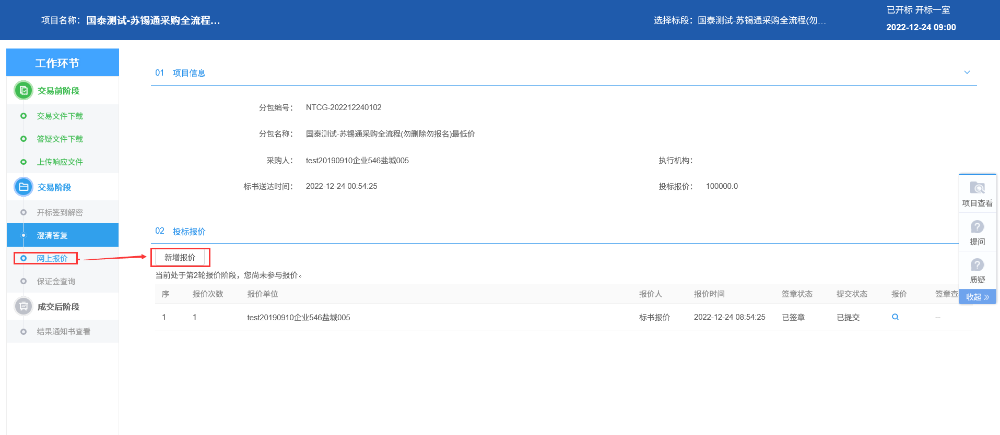 项目名称：国泰测试-苏锡通采购全流程...
选择标段：国泰测试-苏锡通采购全流程(勿...
已开标 开标一室
2022-12-24 09:00
工作环节
交易前阶段
交易文件下载
答疑文件下载
上传响应文件
交易阶段
开标签到解密
澄清答复
网上报价
保证金查询
成交后阶段
结果通知书查看
01 项目信息
分包编号： NTCG-202212240102
分包名称： 国泰测试-苏锡通采购全流程(勿删除勿报名)最低价
采购人： test20190910企业546盐城005 执行机构：
标书送达时间： 2022-12-24 00:54:25 投标报价： 100000.0
02 投标报价
新增报价
当前处于第2轮报价阶段，您尚未参与报价。
序 报价次数 报价单位 报价人 报价时间 签章状态 提交状态 报价 签章查
1 1 test20190910企业546盐城005 标书报价 2022-12-24 08:54:25 已签章 已提交 --
项目查看
提问
质疑
收起 »